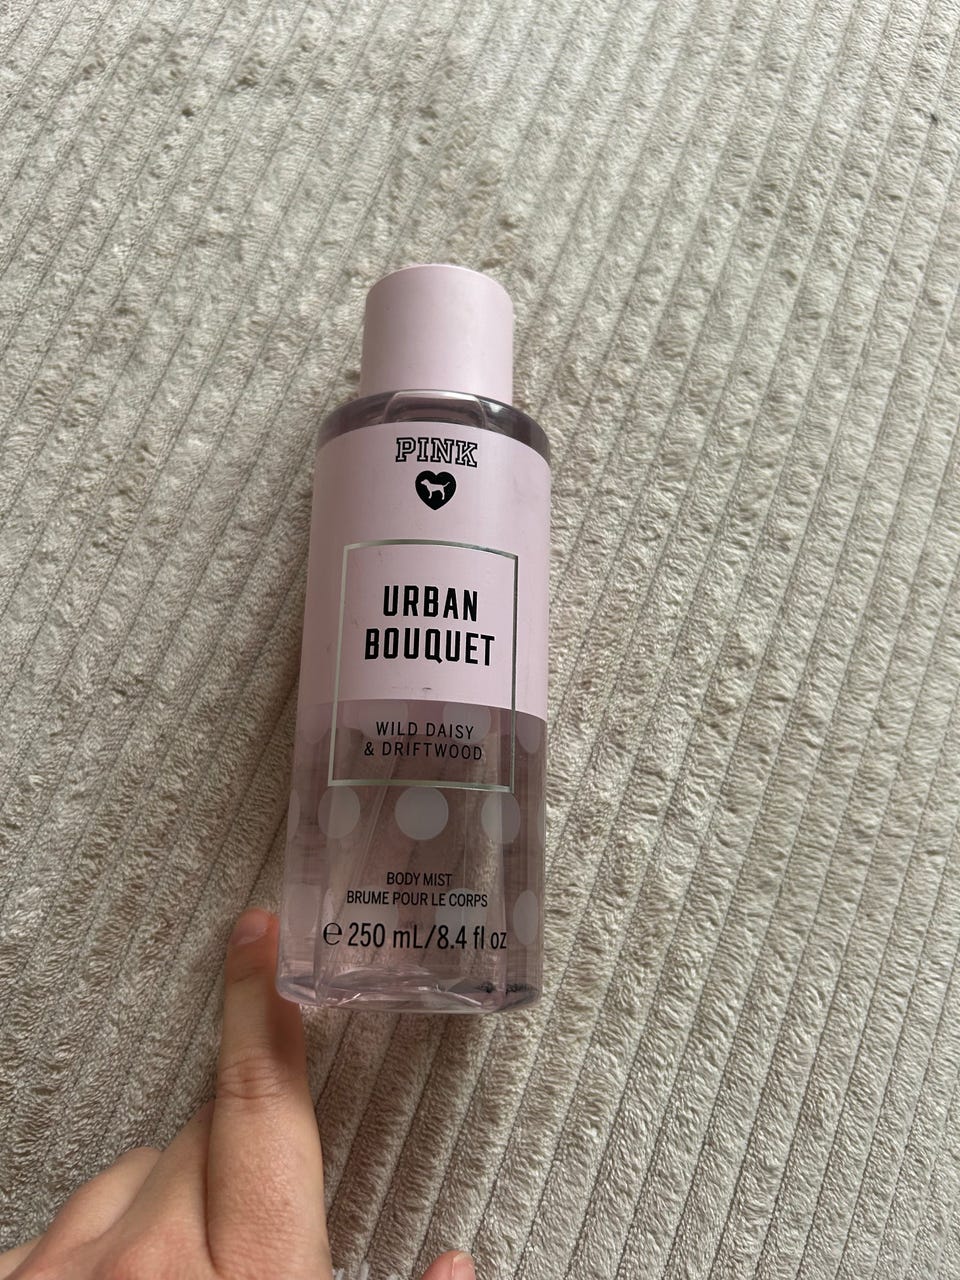 PINK
URBAN
BOUQUET
WILD DAISY
& DRIFTWOOD
BODY MIST
BRUME POUR LE CORPS
℮ 250 mL/8.4 fl oz